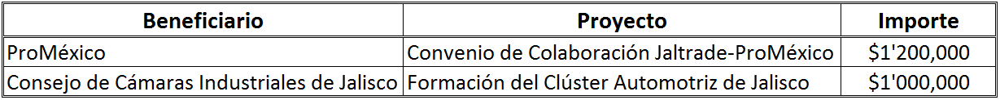 Beneficiario Proyecto Importe
ProMéxico Convenio de Colaboración Jaltrade-ProMéxico $1'200,000
Consejo de Cámaras Industriales de Jalisco Formación del Clúster Automotriz de Jalisco $1'000,000